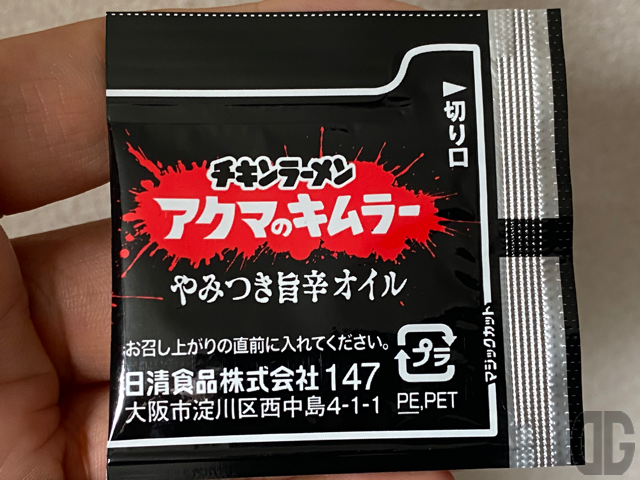 ▶切り口
チキンラーメン
アクマのキムラー
やみつき旨辛オイル
お召し上がりの直前に入れてください。
日清食品株式会社 147
大阪市淀川区西中島4-1-1
プラ
PE,PET
マジックカット
DG